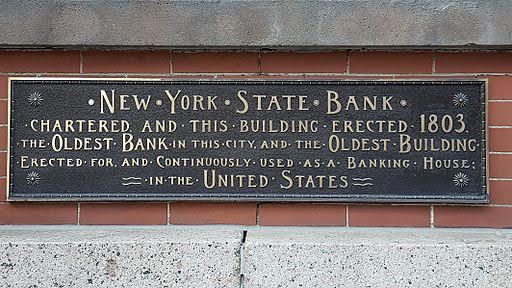 · NEW · YORK · STATE · BANK ·
· CHARTERED, AND · THIS · BUILDING · ERECTED, 1803,
· THE · OLDEST · BANK · IN · THIS · CITY, AND · THE · OLDEST · BUILDING ·
ERECTED · FOR, AND · CONTINUOUSLY · USED · AS · A · BANKING · HOUSE;
· IN · THE · UNITED · STATES ·